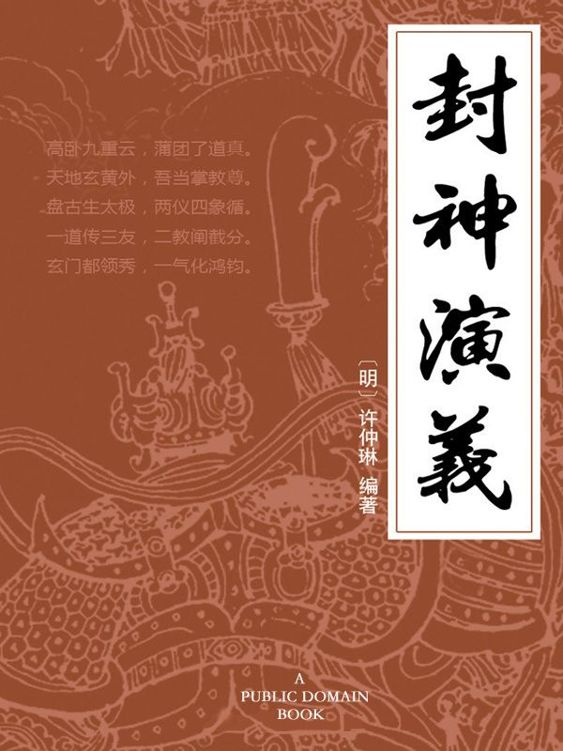 封神演義
〔明〕许仲琳 编著
高卧九重云，蒲团了道真。
天地玄黄外，吾当掌教尊。
盘古生太极，两仪四象循。
一道传三友，二教阐截分。
玄门都领秀，一气化鸿钧。
A
PUBLIC DOMAIN
BOOK